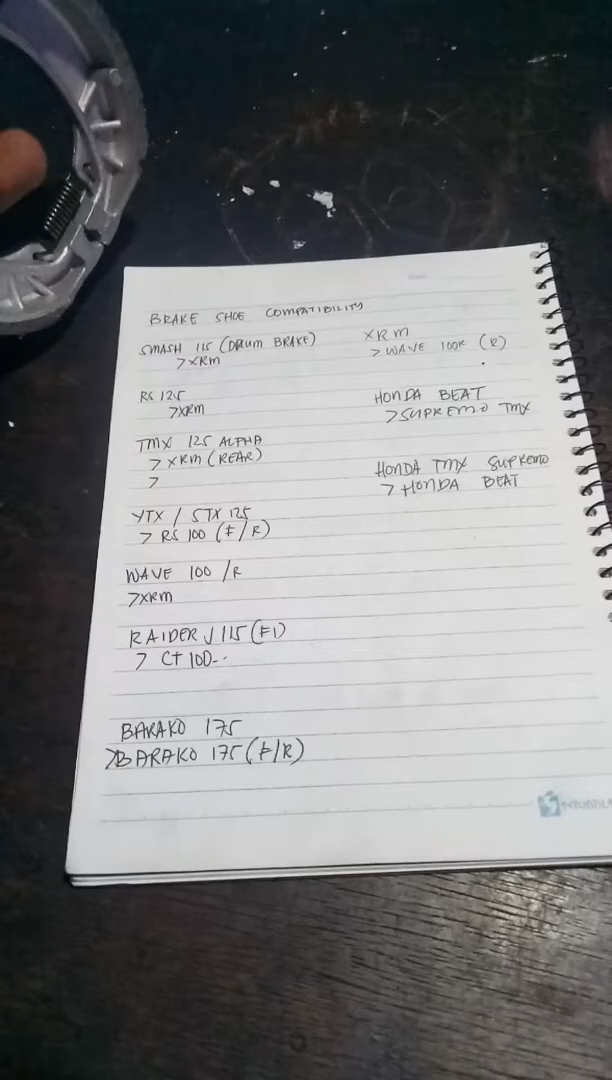 BRAKE SHOE COMPATIBILITY
SMASH 115 (DRUM BRAKE)
> XRM
RS 125
> XRM
TMX 125 ALPHA
> XRM (REAR)
>
YTX / STX 125
> RS 100 (F/R)
WAVE 100 /R
> XRM
RAIDER J 115 (FI)
> CT 100--
BARAKO 175
> BARAKO 175 (F/R)
XRM
> WAVE 100R (R)
HONDA BEAT
> SUPREMO TMX
HONDA TMX SUPREMO
> HONDA BEAT